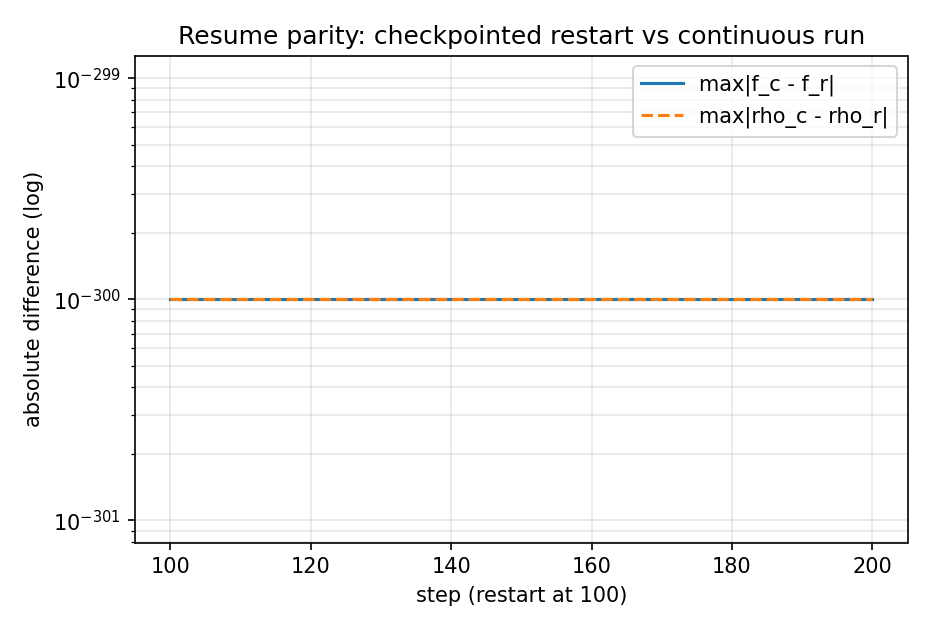 Resume parity: checkpointed restart vs continuous run
max|f_c - f_r|
max|rho_c - rho_r|
absolute difference (log)
10⁻²⁹⁹
10⁻³⁰⁰
10⁻³⁰¹
100 120 140 160 180 200
step (restart at 100)